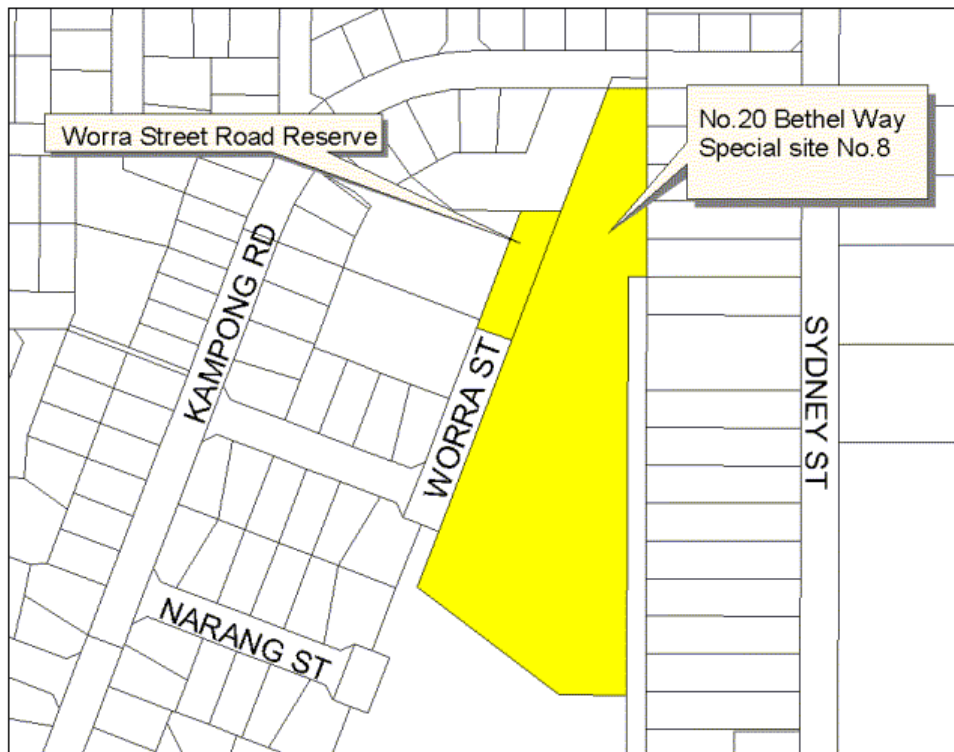 Worra Street Road Reserve
No.20 Bethel Way
Special site No.8
KAMPONG RD
WORRA ST
SYDNEY ST
NARANG ST